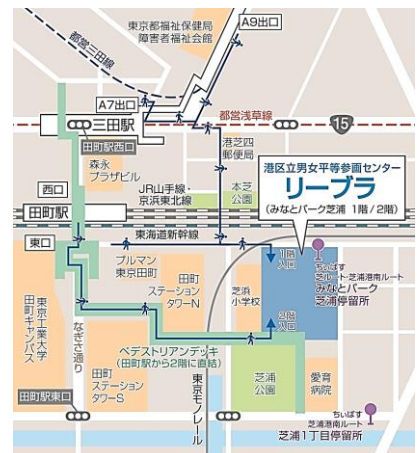 東京都福祉保健局
障害者福祉会館
A9出口
都営三田線
A7出口
三田駅
都営浅草線
15
田町駅西口
港芝四
郵便局
森永
プラザビル
西口
JR山手線・
京浜東北線
本芝
公園
港区立男女平等参画センター
リーブラ
(みなとパーク芝浦 1階/2階)
田町駅
東海道新幹線
東口
プルマン
東京田町
田町
ステーション
タワーN
芝浜
小学校
1階
入口
2階
入口
ちぃばす
芝ルート・芝浦港南ルート
みなとパーク
芝浦停留所
東京工業大学
田町キャンパス
なぎさ通り
ペデストリアンデッキ
(田町駅から2階に直結)
田町
ステーション
タワーS
東京モノレール
芝浦
公園
愛育
病院
田町駅東口
ちぃばす
芝浦港南ルート
芝浦1丁目停留所